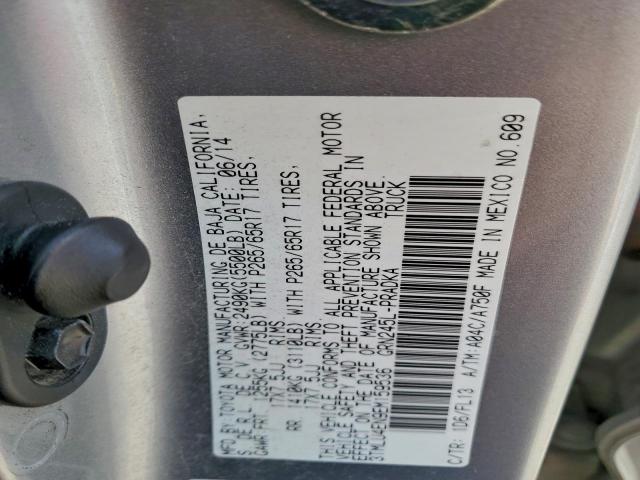 MFD BY TOYOTA MOTOR MANUFACTURING DE BAJA CALIFORNIA,
S. DE R.L. DE C.V. GVWR:2490KG(5500LB) DATE: 06/14
GAWR:FRT 1255KG (2775LB) WITH P265/65R17 TIRES,
17X7.5JJ RIMS
RR 1410KG (3110LB) WITH P265/65R17 TIRES,
17X7.5JJ RIMS
THIS VEHICLE CONFORMS TO ALL APPLICABLE FEDERAL MOTOR
VEHICLE SAFETY AND THEFT PREVENTION STANDARDS IN
EFFECT ON THE DATE OF MANUFACTURE SHOWN ABOVE.
GRN245L-PRADKA TRUCK
C/TR: 1D6/FL13 A/TM:A04C/A750F MADE IN MEXICO NO.609